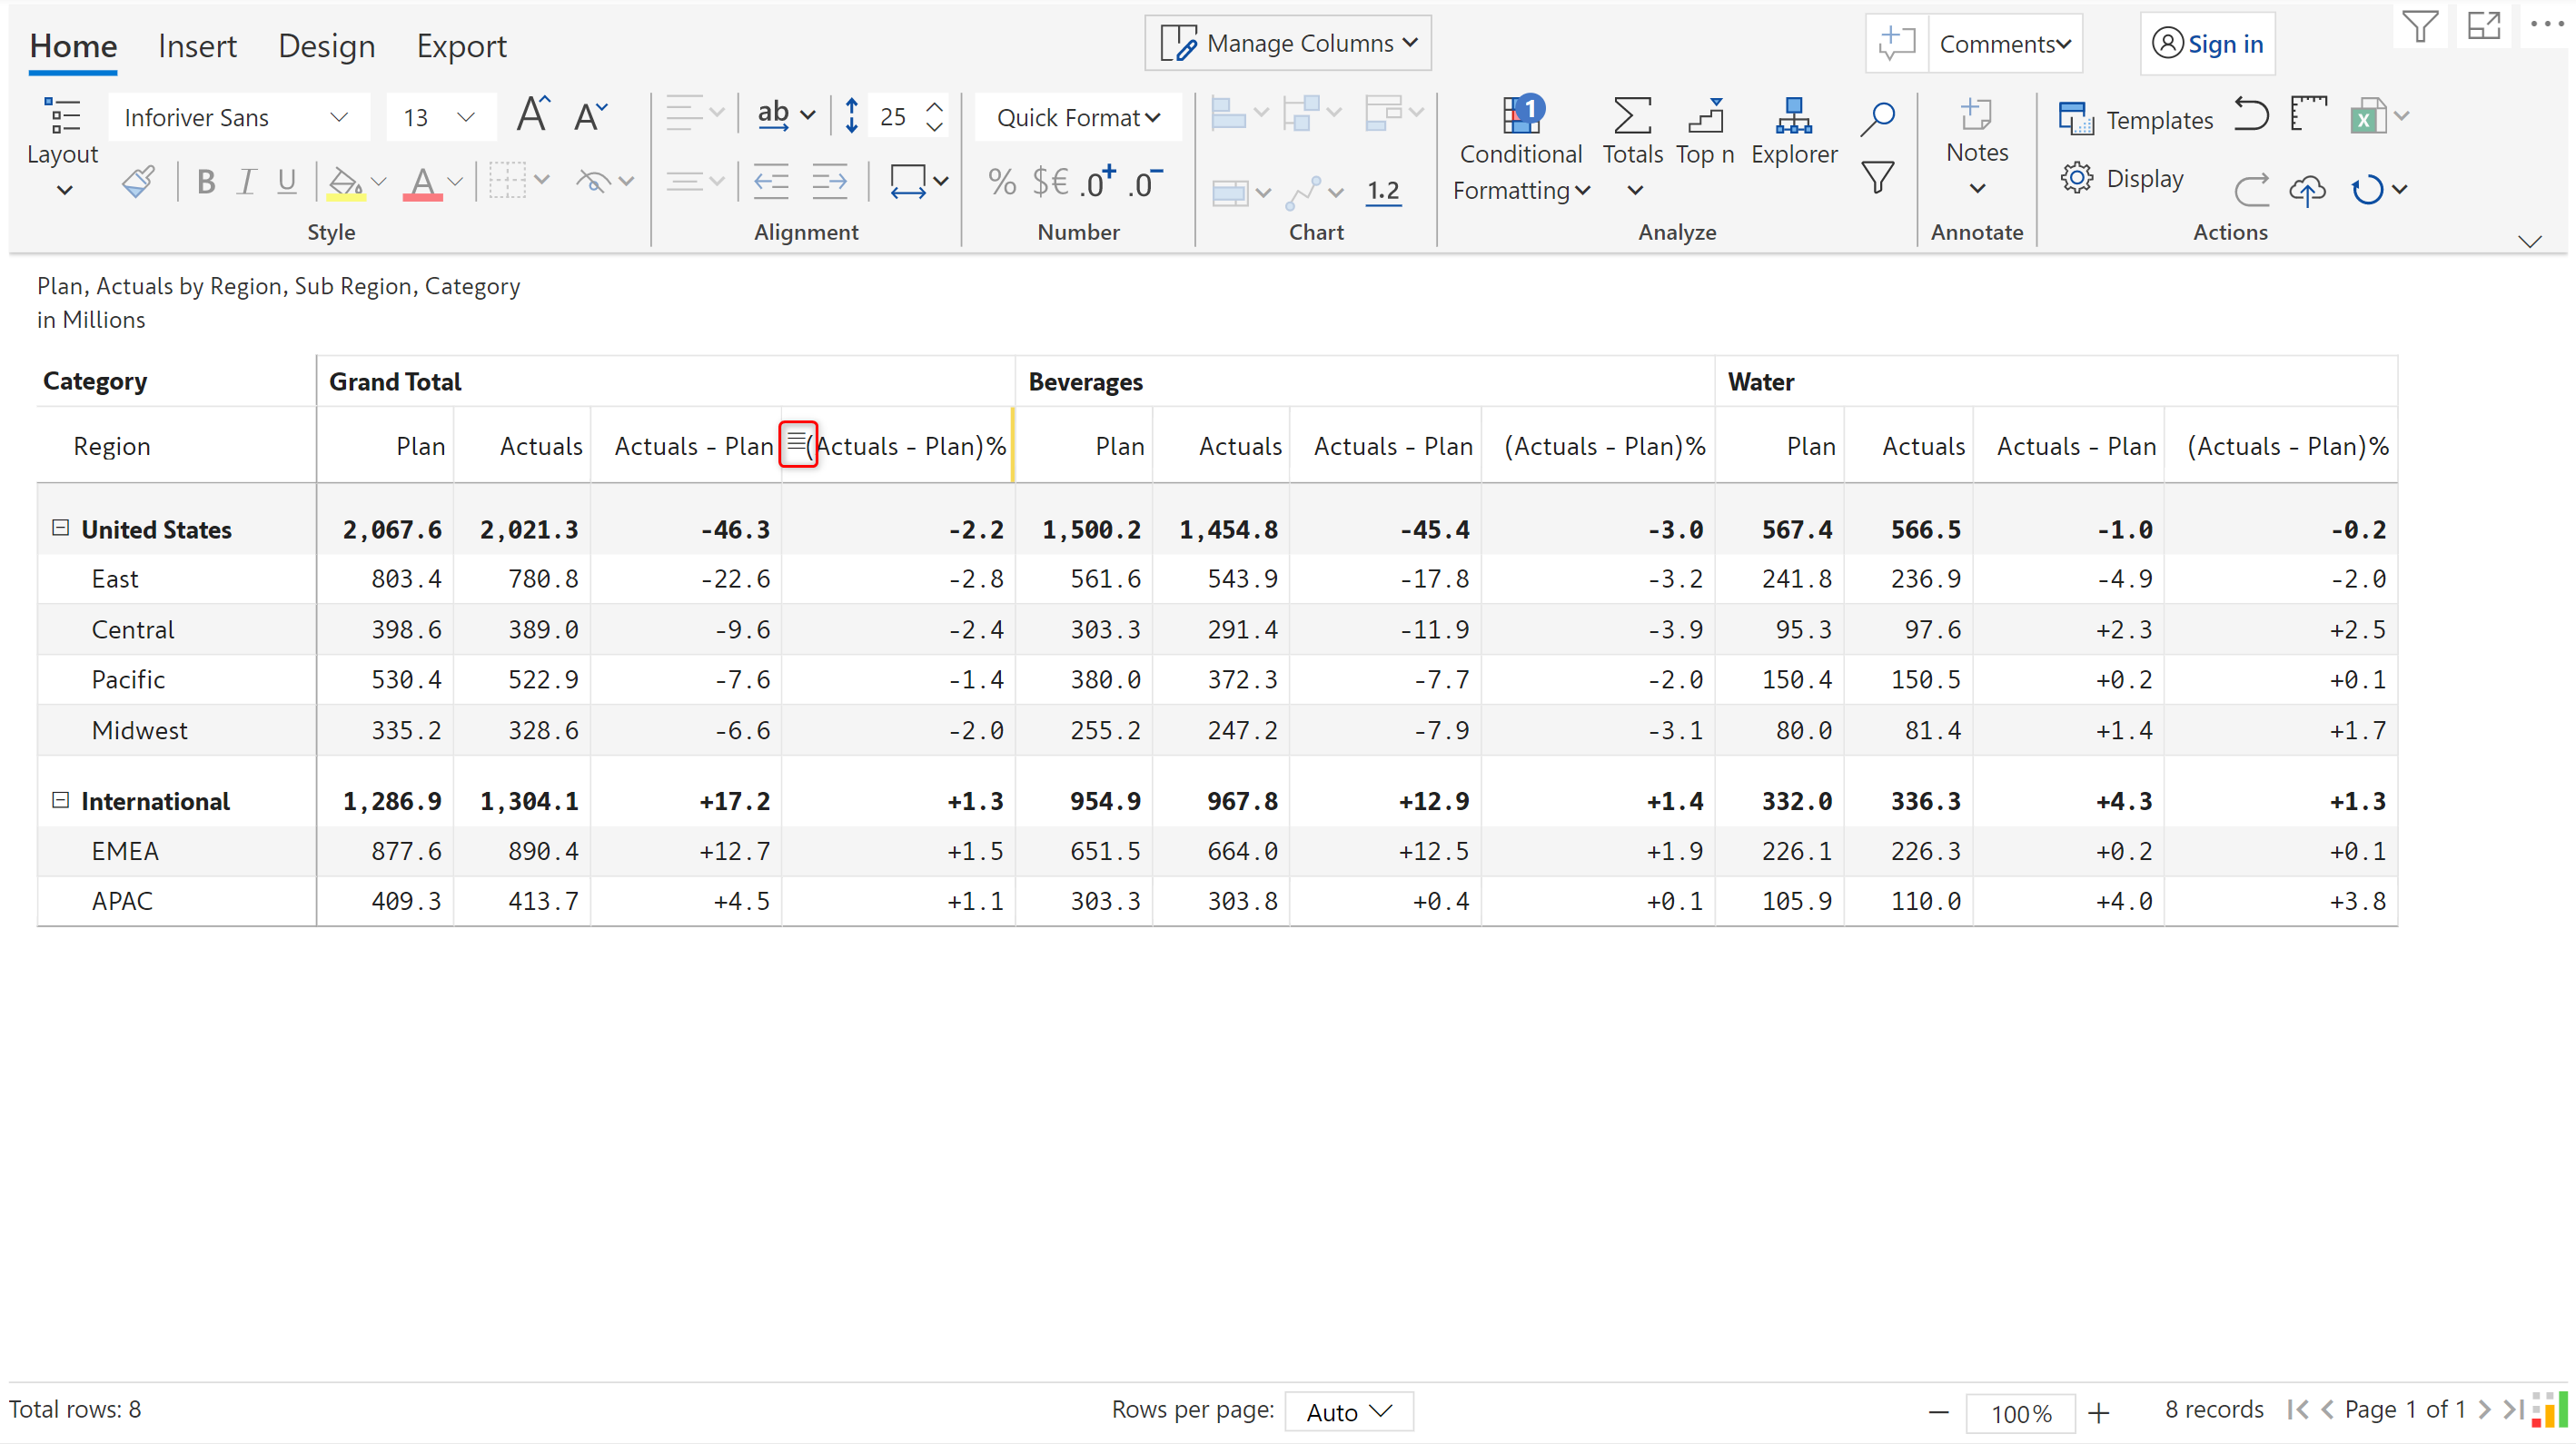 Home Insert Design Export Manage Columns Comments Sign in
Inforiver Sans 13 A A ab 25 Quick Format 1 Templates
Layout Conditional Totals Top n Explorer Notes
B I U A % $€ .0+ .0- 1.2 Formatting Display
Style Alignment Number Chart Analyze Annotate Actions
Plan, Actuals by Region, Sub Region, Category
in Millions
Category Grand Total Beverages Water
Region Plan Actuals Actuals - Plan (Actuals - Plan)% Plan Actuals Actuals - Plan (Actuals - Plan)% Plan Actuals Actuals - Plan (Actuals - Plan)%
United States 2,067.6 2,021.3 -46.3 -2.2 1,500.2 1,454.8 -45.4 -3.0 567.4 566.5 -1.0 -0.2
East 803.4 780.8 -22.6 -2.8 561.6 543.9 -17.8 -3.2 241.8 236.9 -4.9 -2.0
Central 398.6 389.0 -9.6 -2.4 303.3 291.4 -11.9 -3.9 95.3 97.6 +2.3 +2.5
Pacific 530.4 522.9 -7.6 -1.4 380.0 372.3 -7.7 -2.0 150.4 150.5 +0.2 +0.1
Midwest 335.2 328.6 -6.6 -2.0 255.2 247.2 -7.9 -3.1 80.0 81.4 +1.4 +1.7
International 1,286.9 1,304.1 +17.2 +1.3 954.9 967.8 +12.9 +1.4 332.0 336.3 +4.3 +1.3
EMEA 877.6 890.4 +12.7 +1.5 651.5 664.0 +12.5 +1.9 226.1 226.3 +0.2 +0.1
APAC 409.3 413.7 +4.5 +1.1 303.3 303.8 +0.4 +0.1 105.9 110.0 +4.0 +3.8
Total rows: 8 Rows per page: Auto 100% 8 records Page 1 of 1